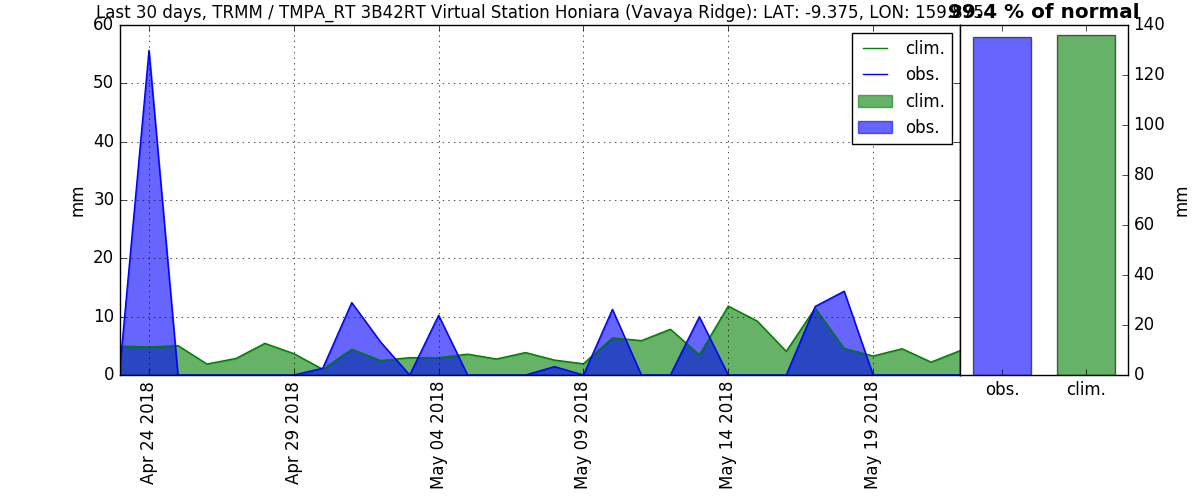 Last 30 days, TRMM / TMPA_RT 3B42RT Virtual Station Honiara (Vavaya Ridge): LAT: -9.375, LON:
99.4 % of normal
60
50
40
30
20
10
0
mm
clim.
obs.
clim.
obs.
140
120
100
80
60
40
20
0
mm
obs.
clim.
Apr 24 2018
Apr 29 2018
May 04 2018
May 09 2018
May 14 2018
May 19 2018